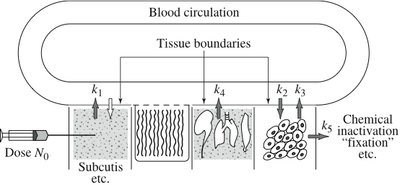 Blood circulation
Tissue boundaries
k1
k4
k2
k3
k5
Chemical
inactivation
“fixation”
etc.
Dose N0
Subcutis
etc.